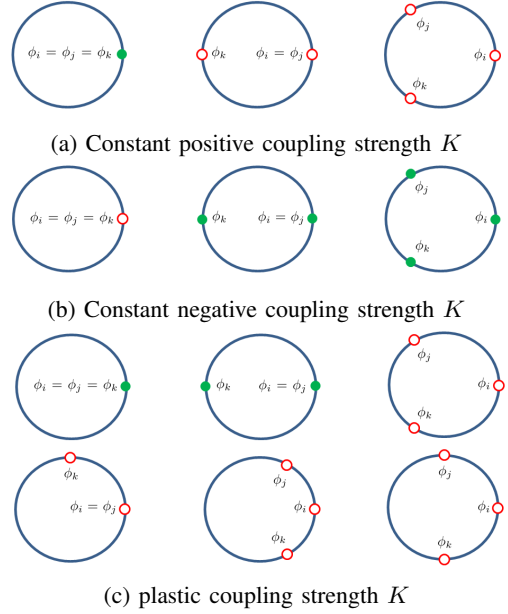 ϕᵢ = ϕⱼ = ϕₖ
ϕₖ ϕᵢ = ϕⱼ
ϕⱼ
ϕᵢ
ϕₖ
(a) Constant positive coupling strength K
ϕᵢ = ϕⱼ = ϕₖ
ϕₖ ϕᵢ = ϕⱼ
ϕⱼ
ϕᵢ
ϕₖ
(b) Constant negative coupling strength K
ϕᵢ = ϕⱼ = ϕₖ
ϕₖ ϕᵢ = ϕⱼ
ϕⱼ
ϕᵢ
ϕₖ
ϕₖ
ϕᵢ = ϕⱼ
ϕⱼ
ϕᵢ
ϕₖ
ϕⱼ
ϕᵢ
ϕₖ
(c) plastic coupling strength K